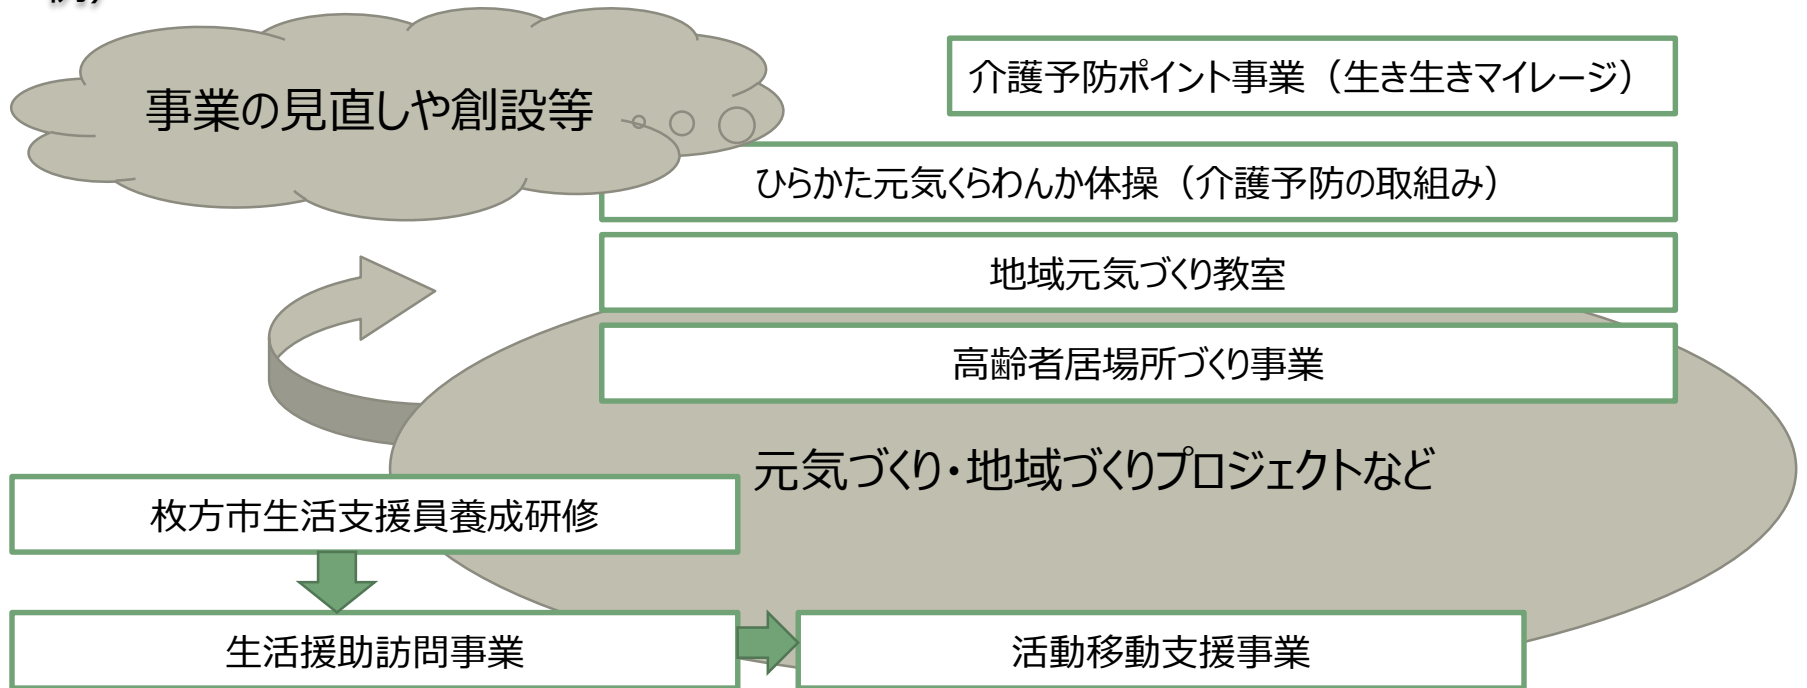 事業の見直しや創設等
介護予防ポイント事業（生き生きマイレージ）
ひらかた元気くらわんか体操（介護予防の取組み）
地域元気づくり教室
高齢者居場所づくり事業
元気づくり・地域づくりプロジェクトなど
枚方市生活支援員養成研修
生活援助訪問事業
活動移動支援事業